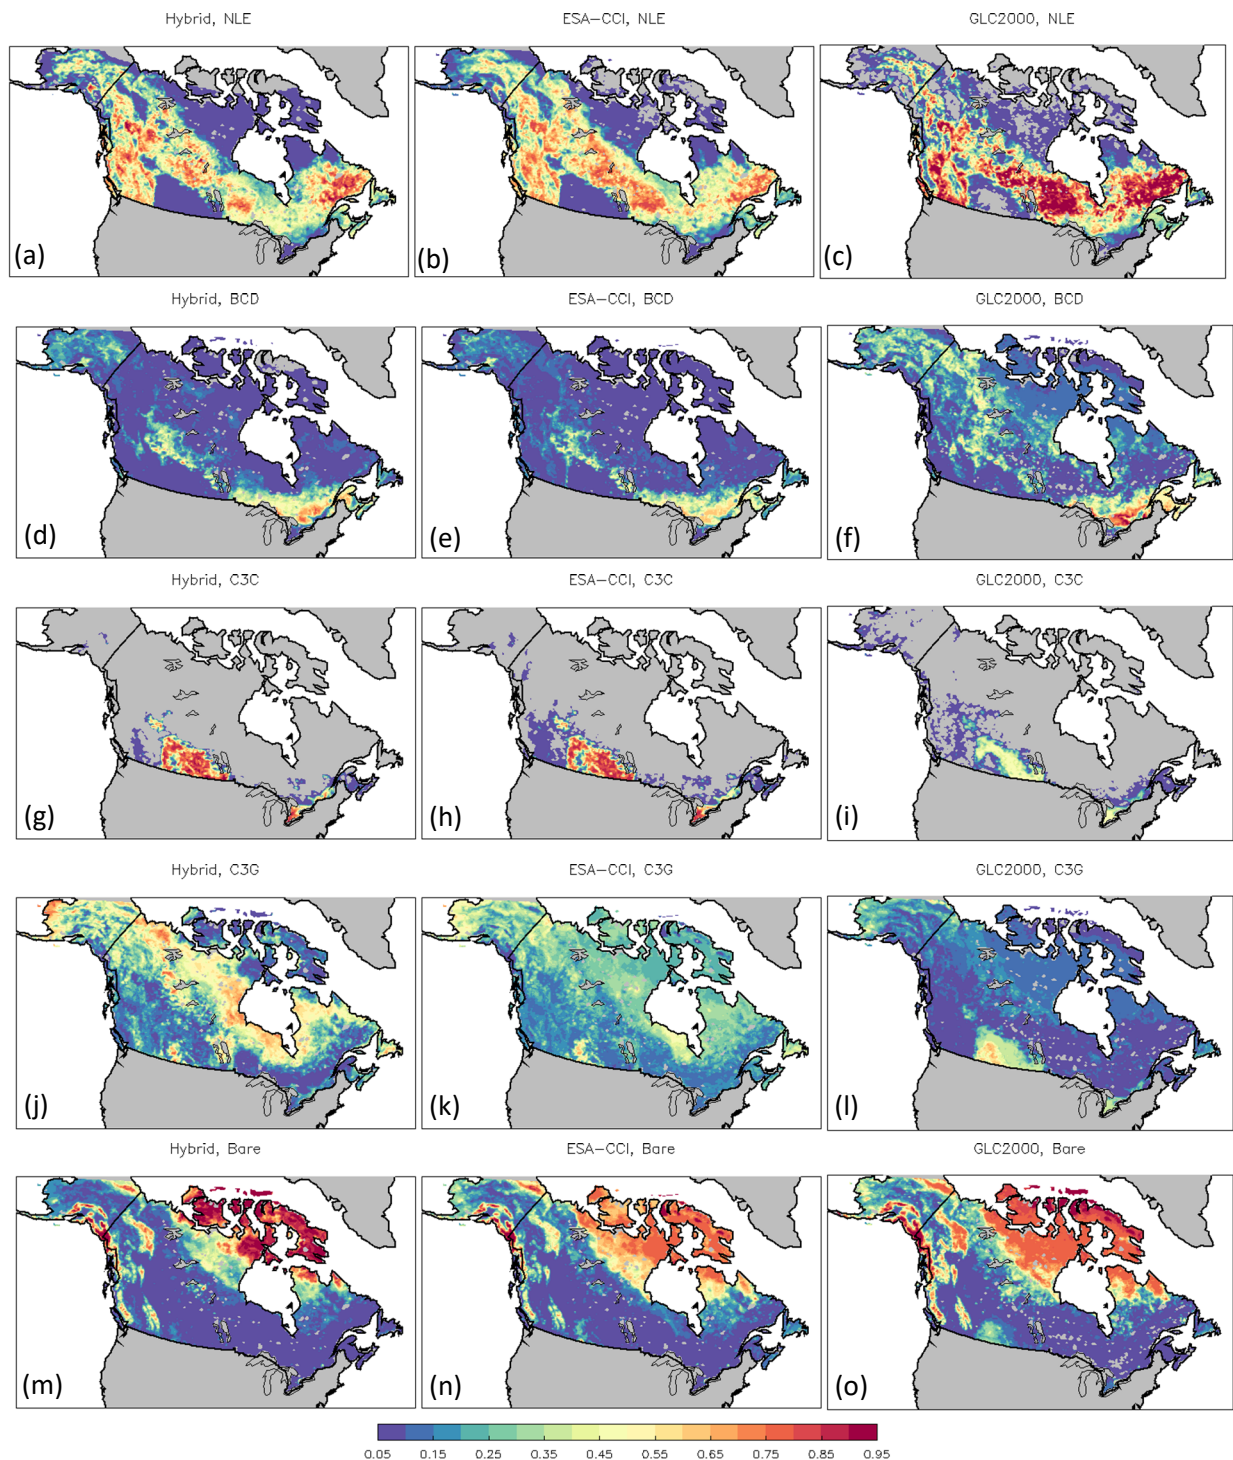 Hybrid, NLE
ESA−CCI, NLE
GLC2000, NLE
(a)
(b)
(c)
Hybrid, BCD
ESA−CCI, BCD
GLC2000, BCD
(d)
(e)
(f)
Hybrid, C3C
ESA−CCI, C3C
GLC2000, C3C
(g)
(h)
(i)
Hybrid, C3G
ESA−CCI, C3G
GLC2000, C3G
(j)
(k)
(l)
Hybrid, Bare
ESA−CCI, Bare
GLC2000, Bare
(m)
(n)
(o)
0.05 0.15 0.25 0.35 0.45 0.55 0.65 0.75 0.85 0.95